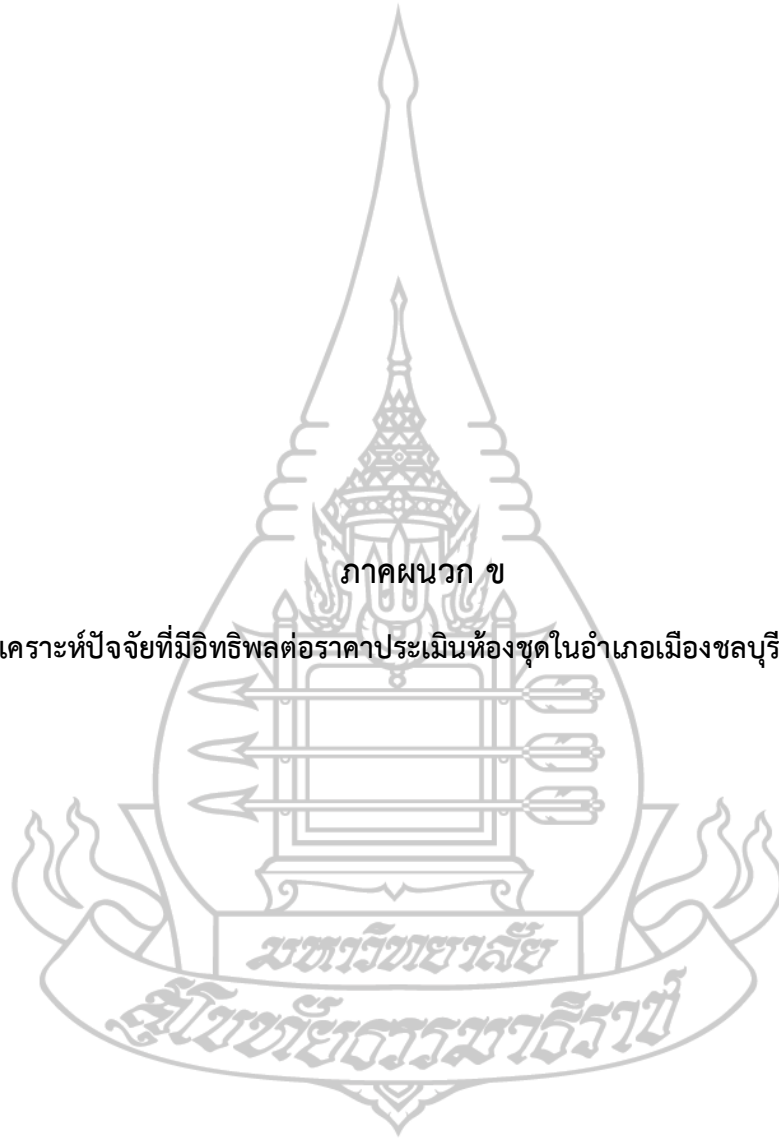 ภาคผนวก ข
เคราะห์ปัจจัยที่มีอิทธิพลต่อราคาประเมินห้องชุดในอำเภอเมืองชลบุรี
มหาวิทยาลัย
สุโขทัยธรรมาธิราช